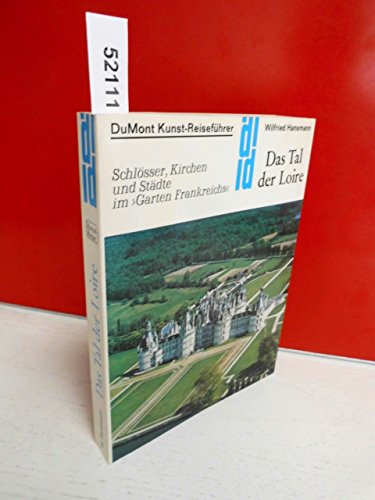 52111
DuMont Kunst-Reiseführer
Wilfried Hansmann
Schlösser, Kirchen
und Städte
im ›Garten Frankreichs‹
Das Tal
der Loire
Das Tal der Loire